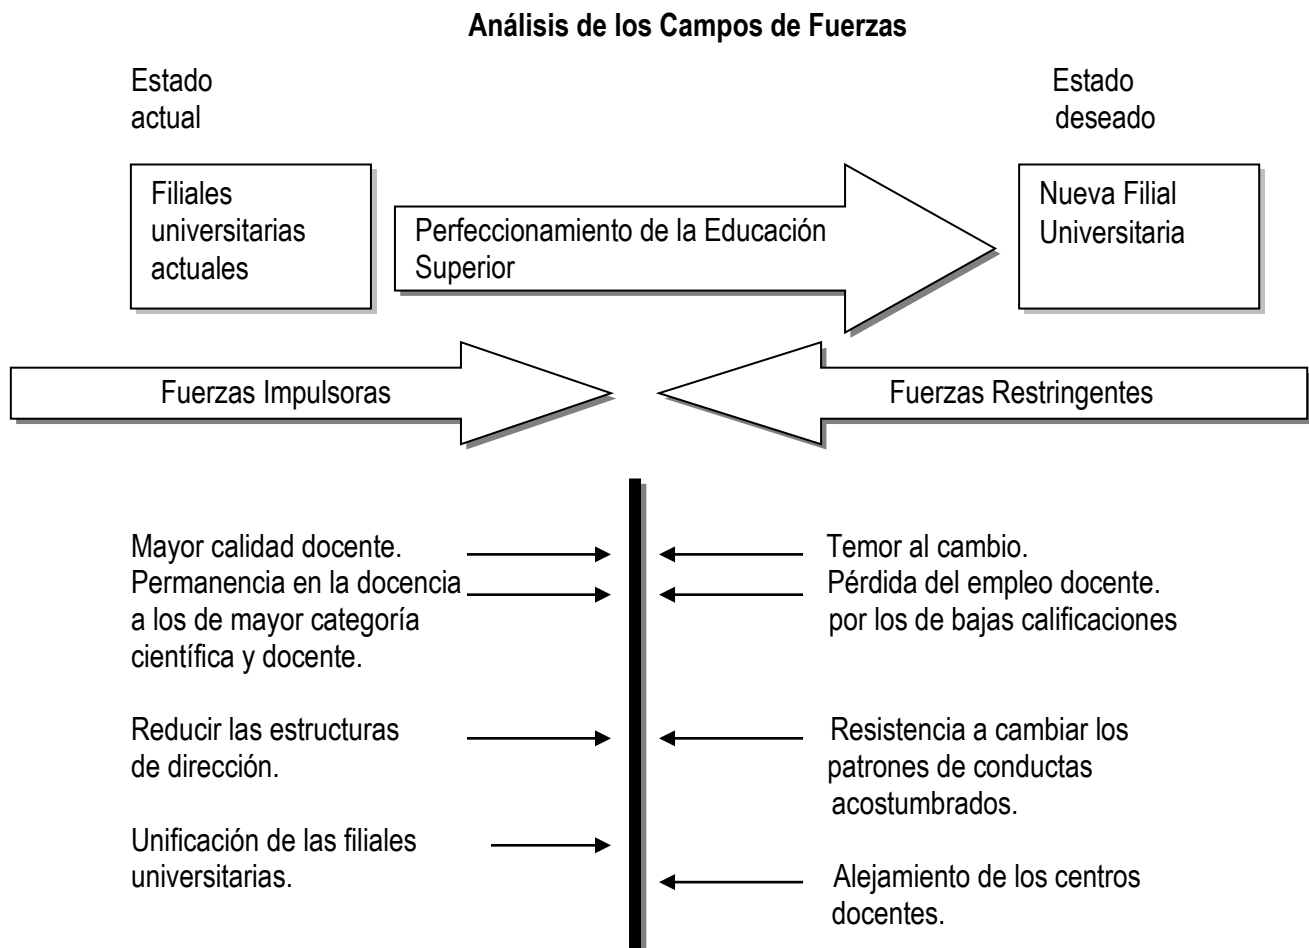 Análisis de los Campos de Fuerzas
Estado
actual
Estado
deseado
Filiales
universitarias
actuales
Perfeccionamiento de la Educación
Superior
Nueva Filial
Universitaria
Fuerzas Impulsoras
Fuerzas Restringentes
Mayor calidad docente.
Permanencia en la docencia
a los de mayor categoría
científica y docente.
Reducir las estructuras
de dirección.
Unificación de las filiales
universitarias.
Temor al cambio.
Pérdida del empleo docente.
por los de bajas calificaciones
Resistencia a cambiar los
patrones de conductas
acostumbrados.
Alejamiento de los centros
docentes.